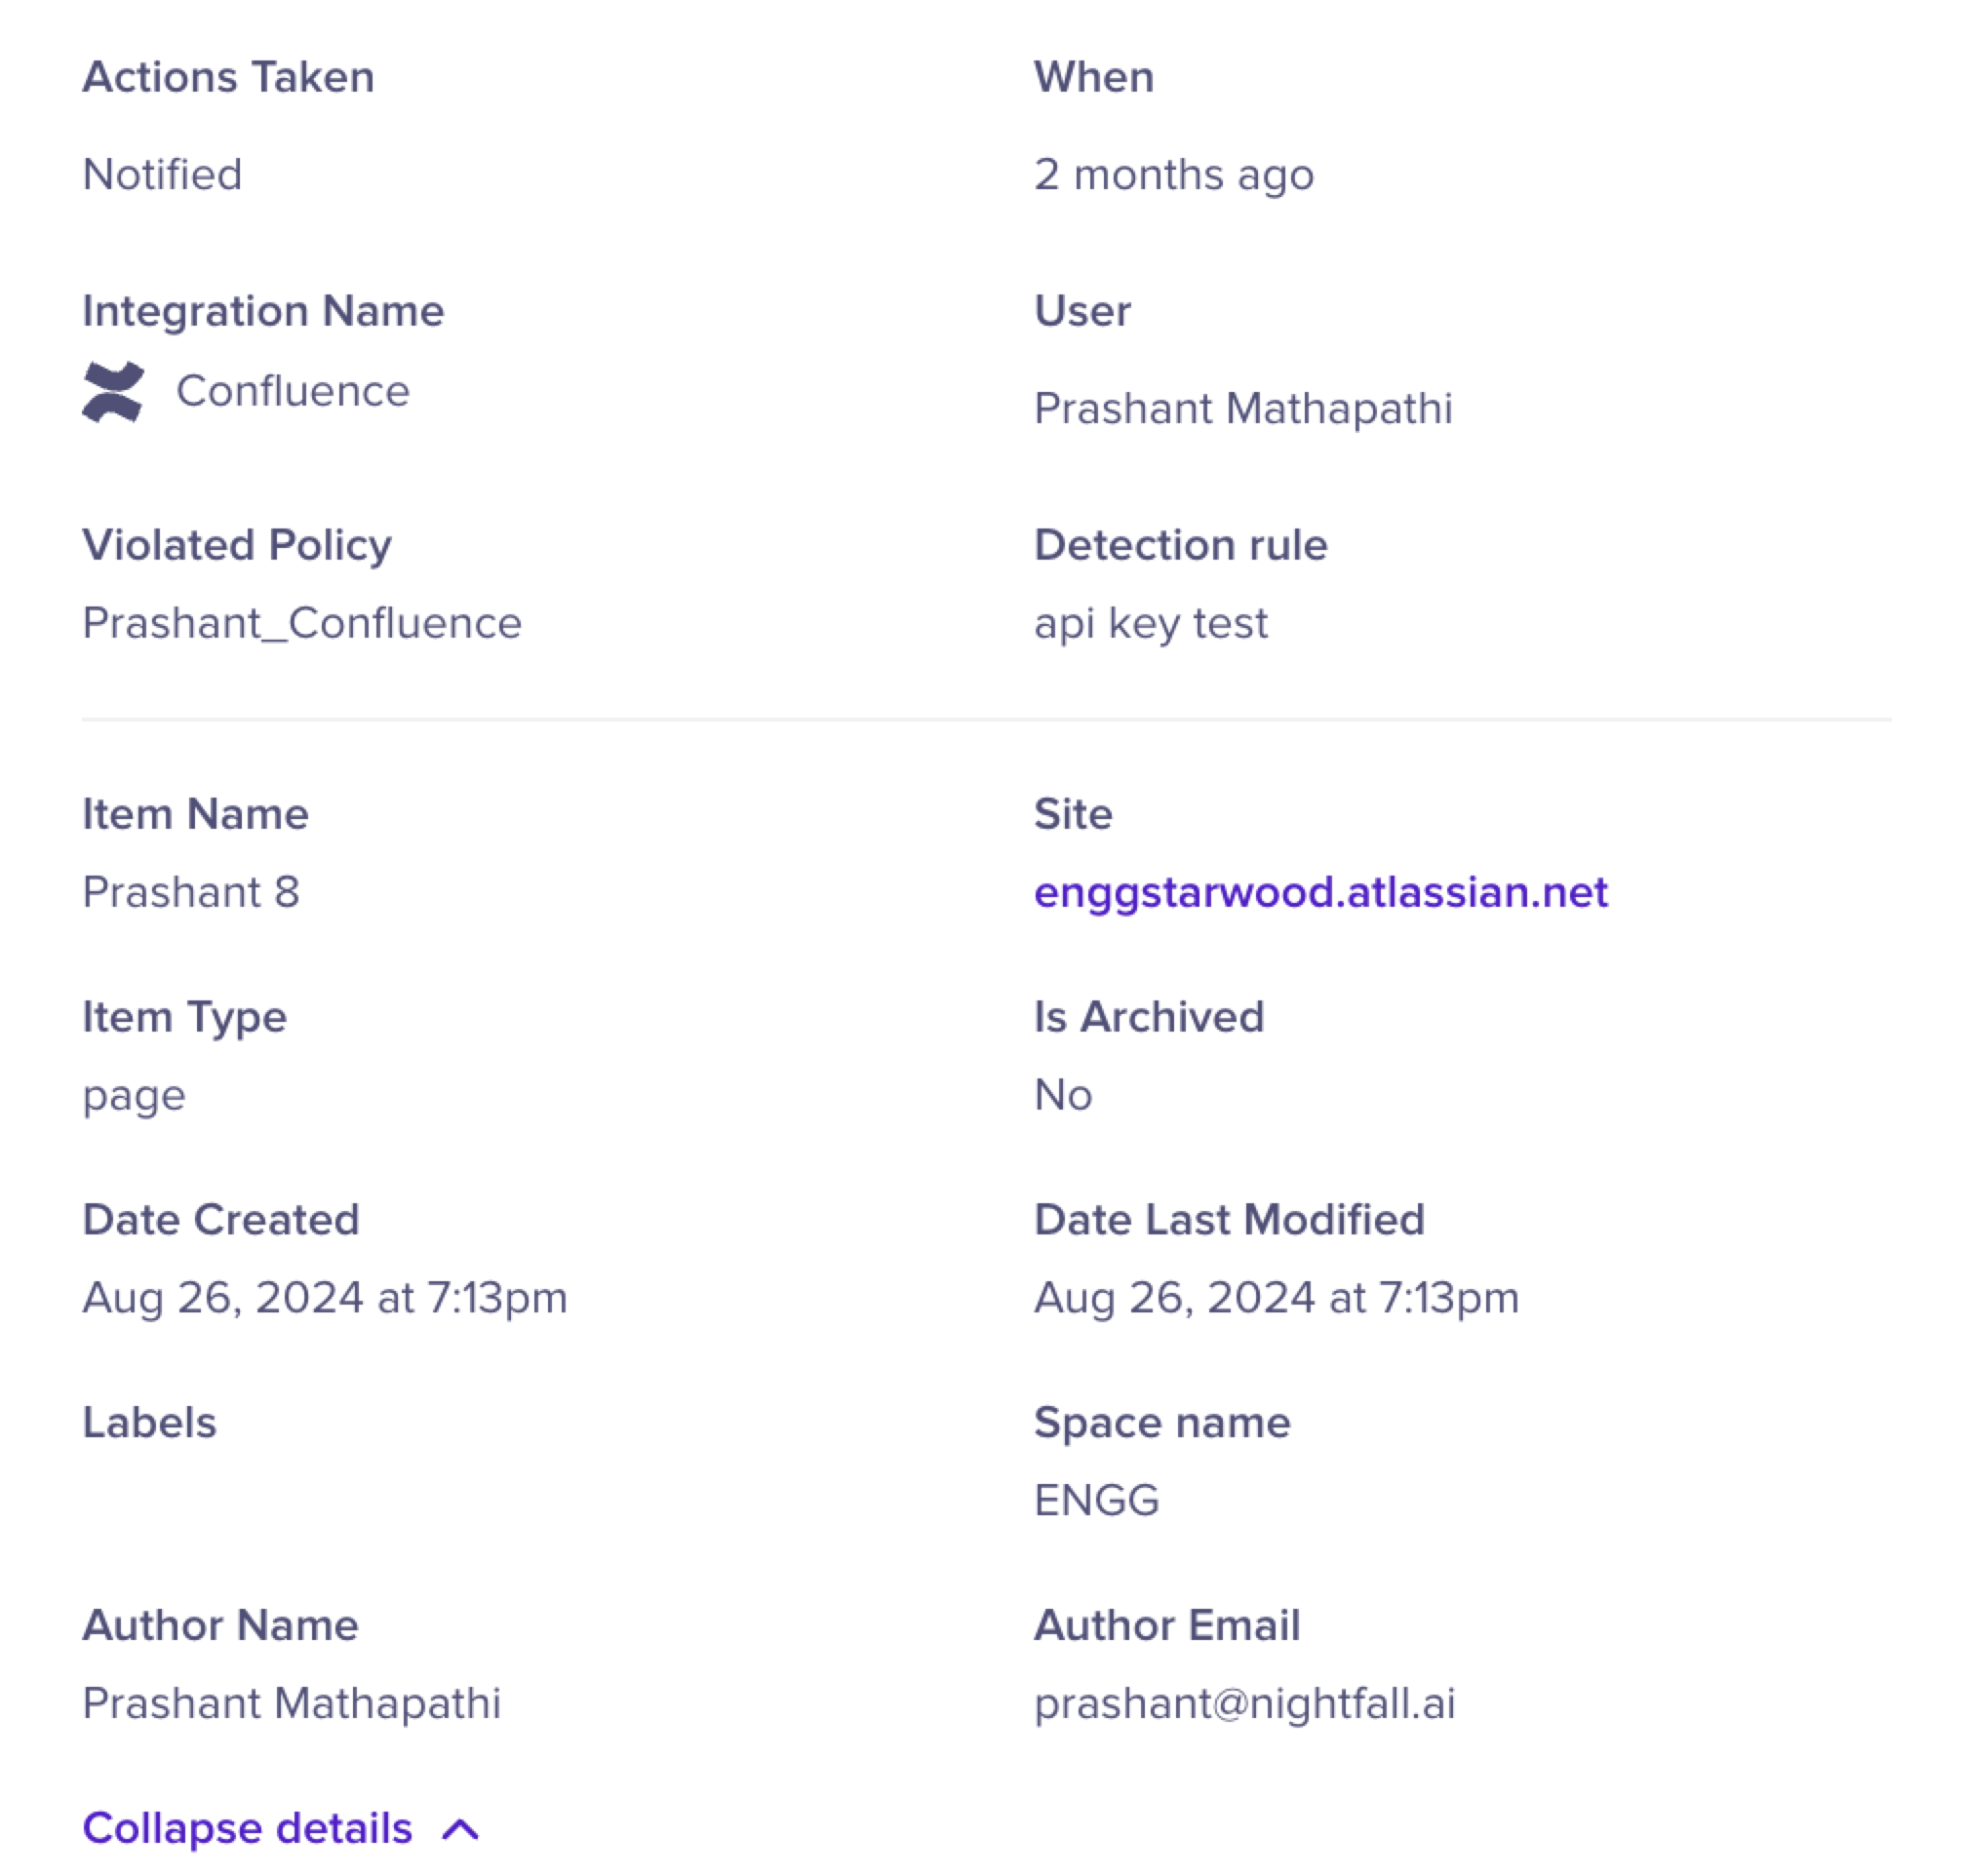 Actions Taken
When
Notified
2 months ago
Integration Name
User
Confluence
Prashant Mathapathi
Violated Policy
Detection rule
Prashant_Confluence
api key test
Item Name
Site
Prashant 8
enggstarwood.atlassian.net
Item Type
Is Archived
page
No
Date Created
Date Last Modified
Aug 26, 2024 at 7:13pm
Aug 26, 2024 at 7:13pm
Labels
Space name
ENGG
Author Name
Author Email
Prashant Mathapathi
prashant@nightfall.ai
Collapse details